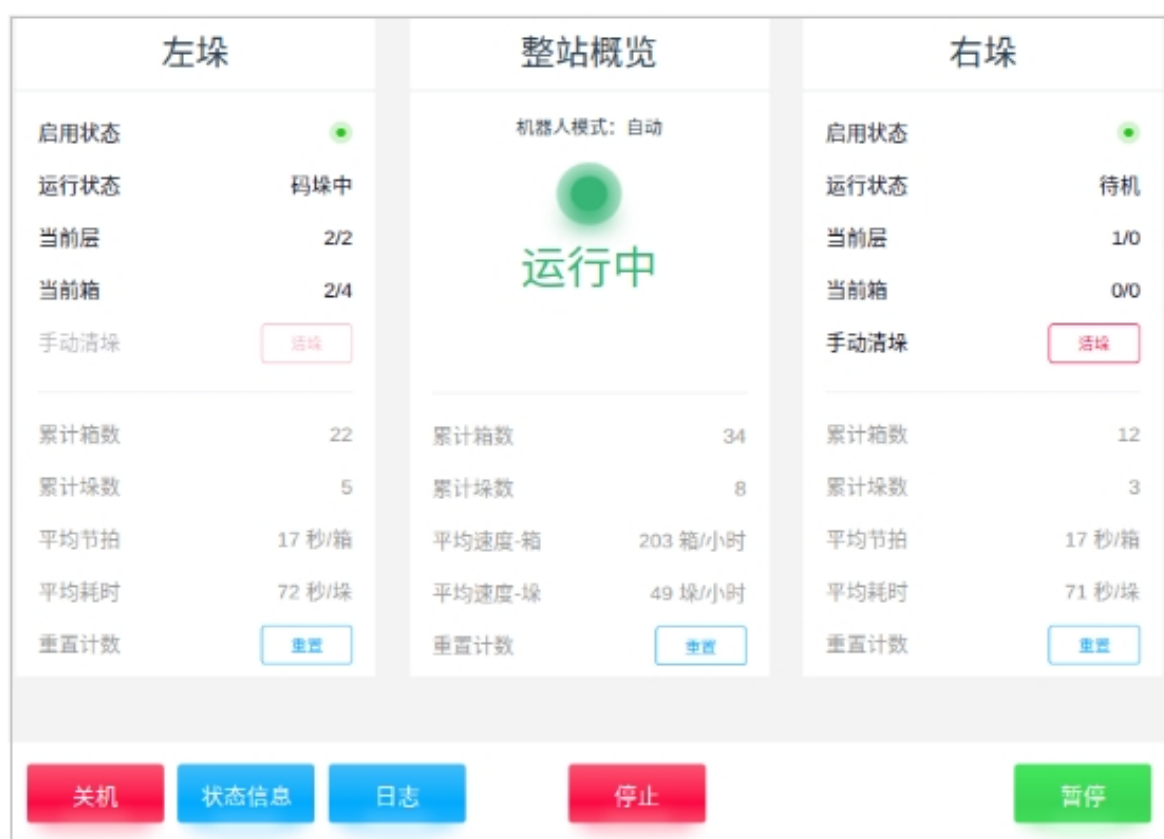 左垛
启用状态
运行状态 码垛中
当前层 2/2
当前箱 2/4
手动清垛 清垛
累计箱数 22
累计垛数 5
平均节拍 17 秒/箱
平均耗时 72 秒/垛
重置计数 重置
整站概览
机器人模式：自动
运行中
累计箱数 34
累计垛数 8
平均速度-箱 203 箱/小时
平均速度-垛 49 垛/小时
重置计数 重置
右垛
启用状态
运行状态 待机
当前层 1/0
当前箱 0/0
手动清垛 清垛
累计箱数 12
累计垛数 3
平均节拍 17 秒/箱
平均耗时 71 秒/垛
重置计数 重置
关机 状态信息 日志 停止 暂停